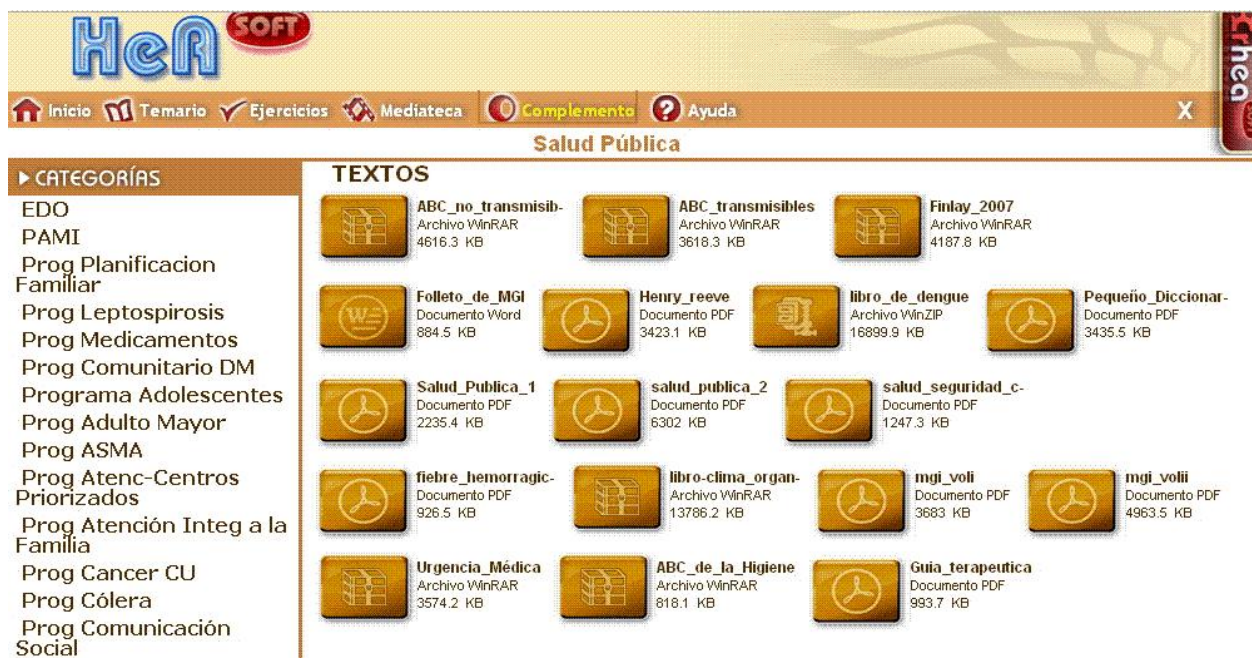 HeA SOFT
Inicio Temario Ejercicios Mediateca Complemento Ayuda X
Crhea
Salud Pública
CATEGORÍAS
EDO
PAMI
Prog Planificacion
Familiar
Prog Leptospirosis
Prog Medicamentos
Prog Comunitario DM
Programa Adolescentes
Prog Adulto Mayor
Prog ASMA
Prog Atenc-Centros
Priorizados
Prog Atención Integ a la
Familia
Prog Cancer CU
Prog Cólera
Prog Comunicación
Social
TEXTOS
ABC_no_transmisib-
Archivo WinRAR
4616.3 KB
ABC_transmisibles
Archivo WinRAR
3618.3 KB
Finlay_2007
Archivo WinRAR
4187.8 KB
Folleto_de_MGI
Documento Word
884.5 KB
Henry_reeve
Documento PDF
3423.1 KB
libro_de_dengue
Archivo WinZIP
16899.9 KB
Pequeño_Diccionar-
Documento PDF
3435.5 KB
Salud_Publica_1
Documento PDF
2235.4 KB
salud_publica_2
Documento PDF
6302 KB
salud_seguridad_c-
Documento PDF
1247.3 KB
fiebre_hemorragic-
Documento PDF
926.5 KB
libro-clima_organ-
Archivo WinRAR
13786.2 KB
mgi_voli
Documento PDF
3683 KB
mgi_volii
Documento PDF
4963.5 KB
Urgencia_Médica
Archivo WinRAR
3574.2 KB
ABC_de_la_Higiene
Archivo WinRAR
818.1 KB
Guia_terapeutica
Documento PDF
993.7 KB